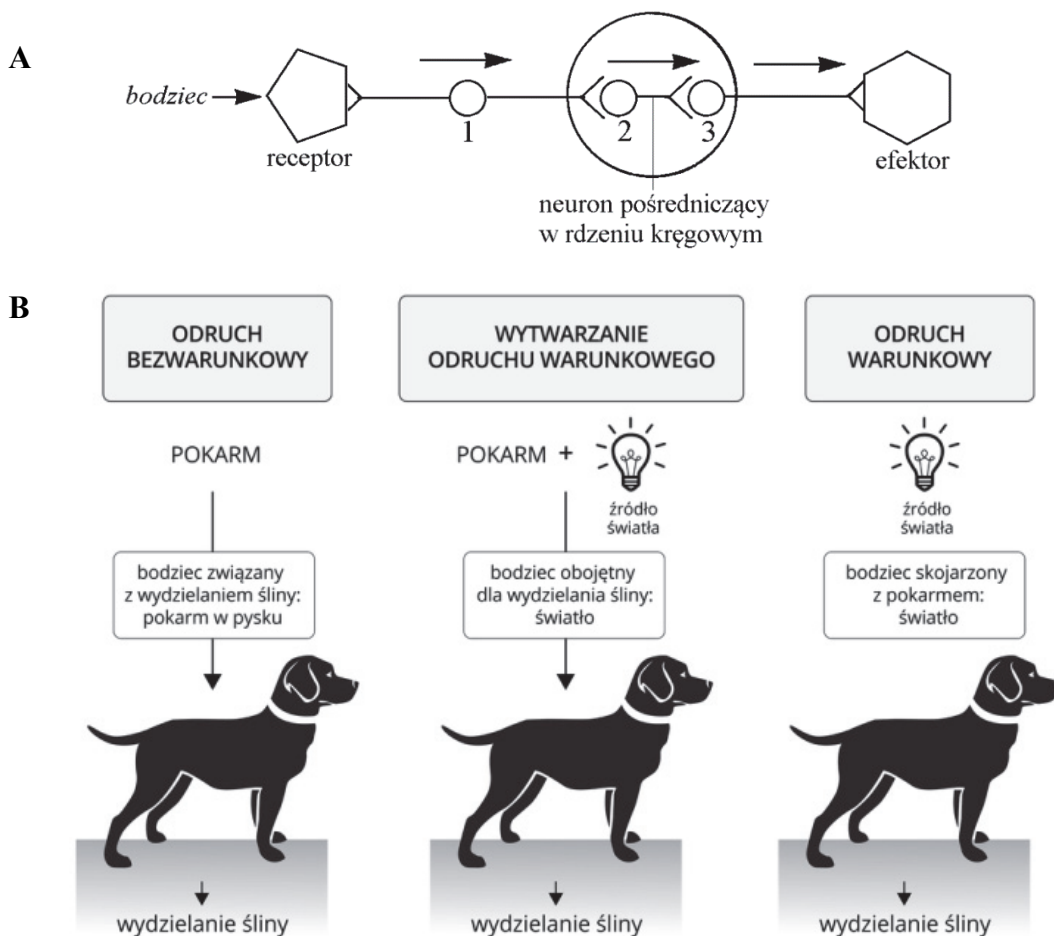 A
bodziec
receptor
1
2
3
efektor
neuron pośredniczący
w rdzeniu kręgowym
B
ODRUCH
BEZWARUNKOWY
POKARM
bodziec związany
z wydzielaniem śliny:
pokarm w pysku
wydzielanie śliny
WYTWARZANIE
ODRUCHU WARUNKOWEGO
POKARM +
źródło
światła
bodziec obojętny
dla wydzielania śliny:
światło
wydzielanie śliny
ODRUCH
WARUNKOWY
źródło
światła
bodziec skojarzony
z pokarmem:
światło
wydzielanie śliny